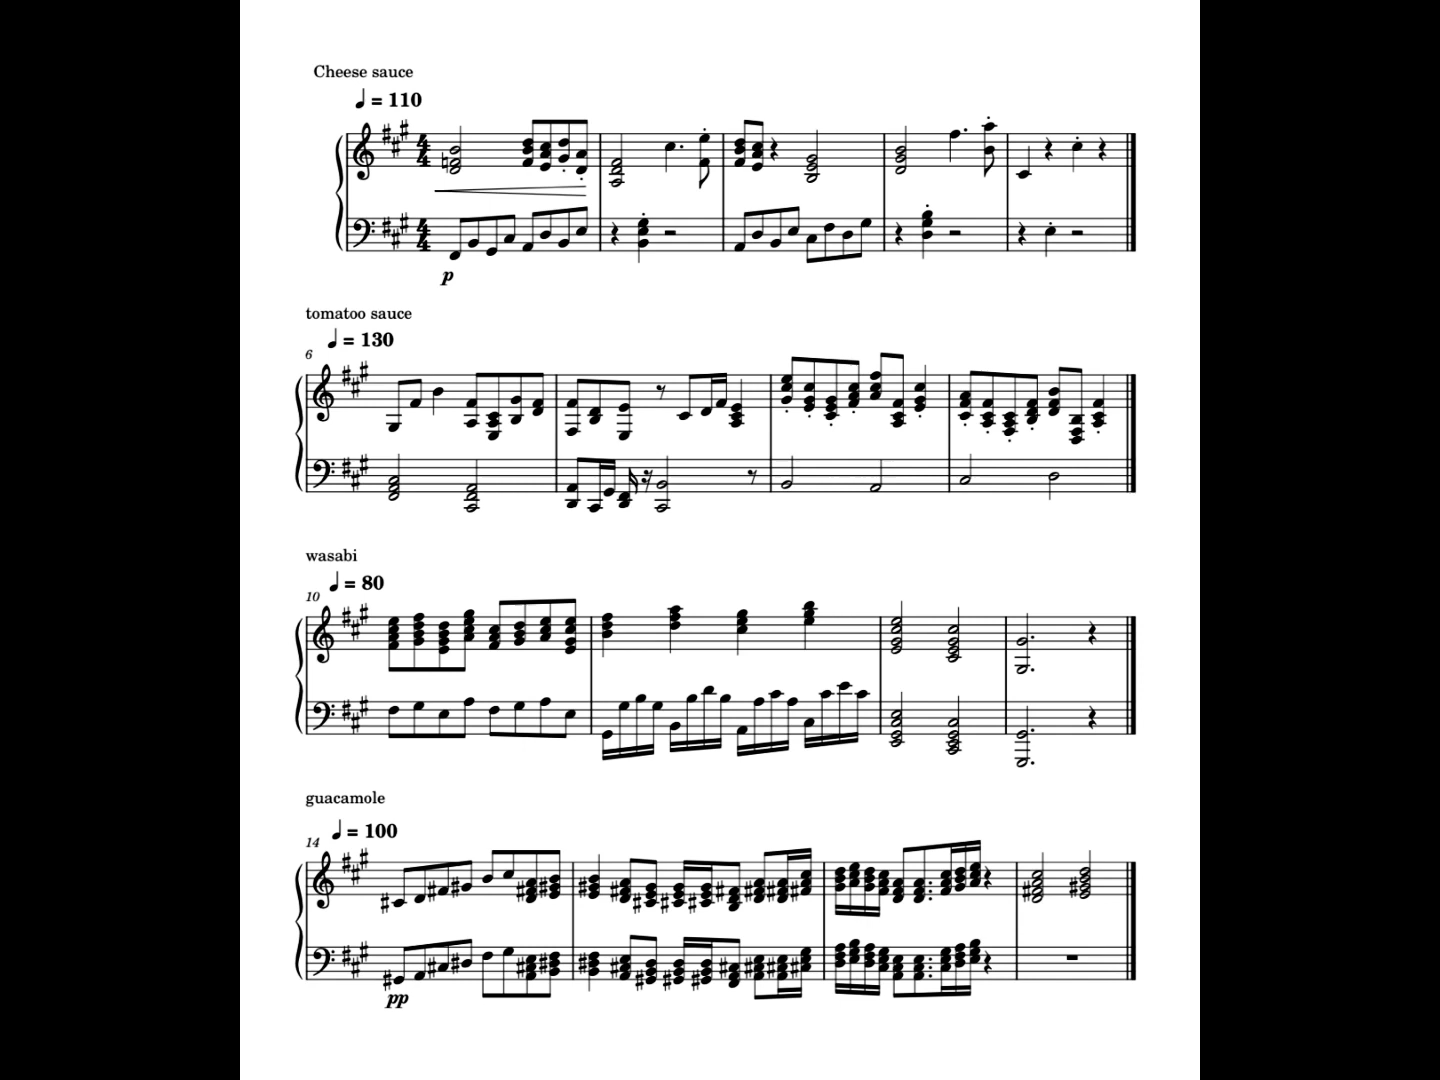 Cheese sauce
♩ = 110
4 4
4 4
p
tomatoo sauce
♩ = 130
6
wasabi
♩ = 80
10
guacamole
♩ = 100
14
pp